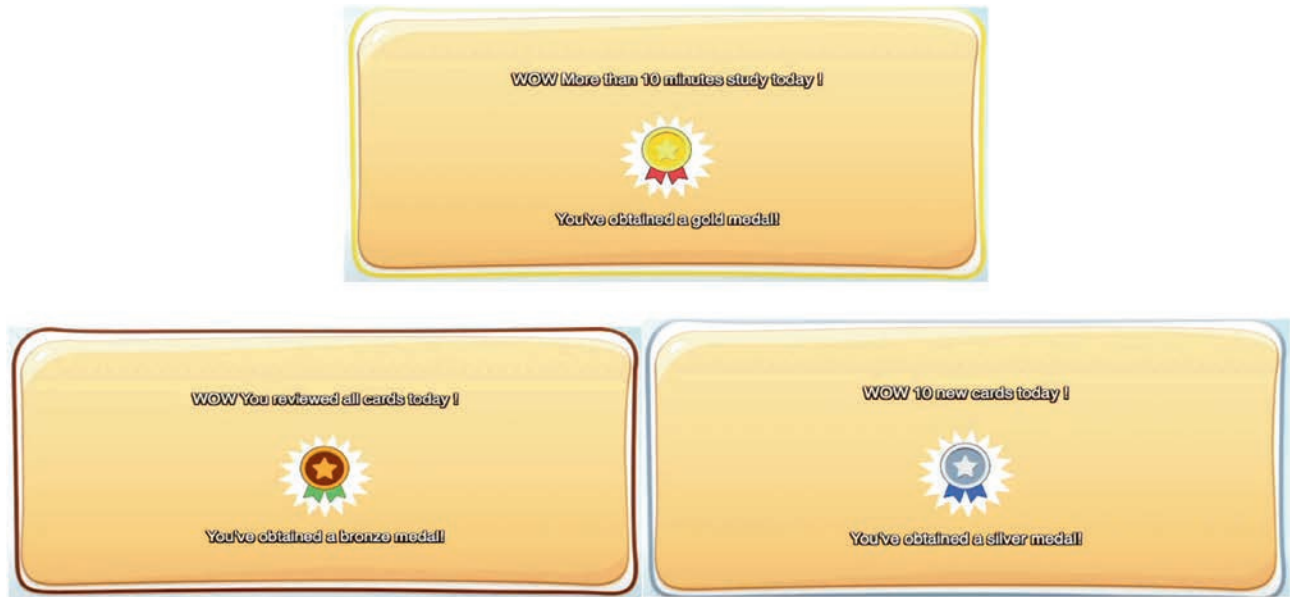 WOW More than 10 minutes study today !
You've obtained a gold medal!
WOW You reviewed all cards today !
You've obtained a bronze medal!
WOW 10 new cards today !
You've obtained a silver medal!